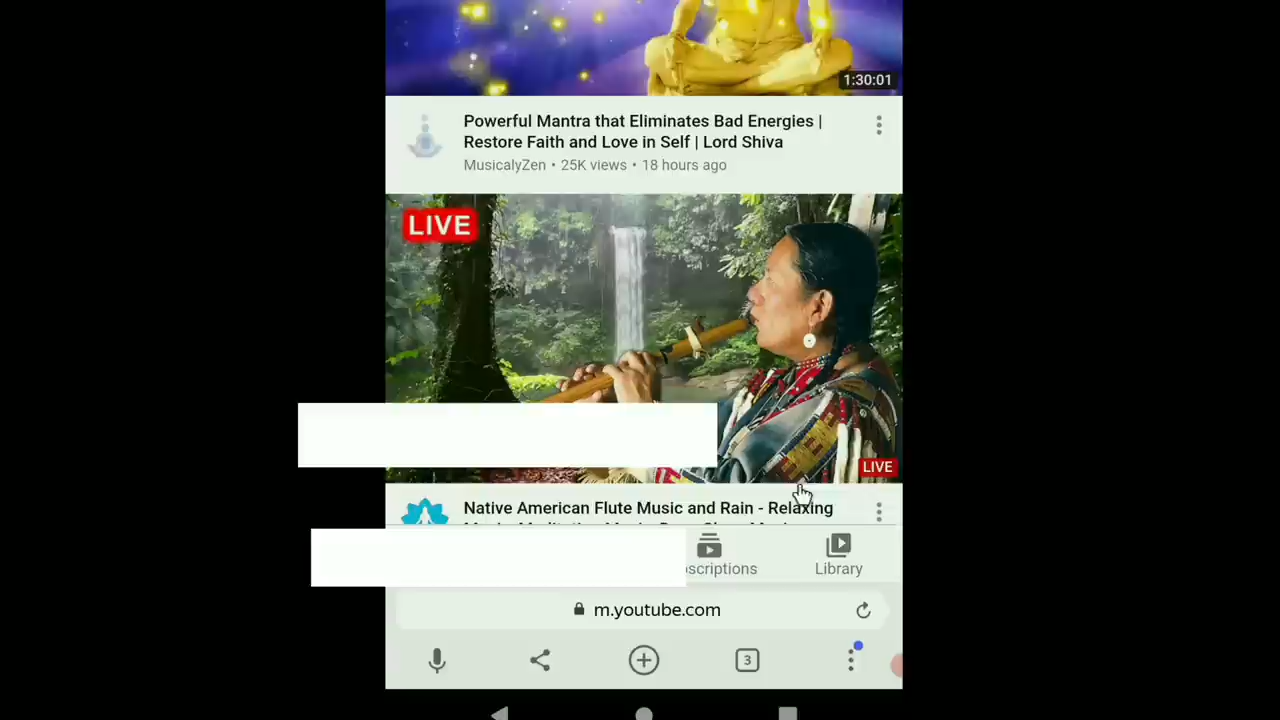 1:30:01
Powerful Mantra that Eliminates Bad Energies |
Restore Faith and Love in Self | Lord Shiva
MusicalyZen • 25K views • 18 hours ago
LIVE
LIVE
Native American Flute Music and Rain - Relaxing
Library
m.youtube.com
3